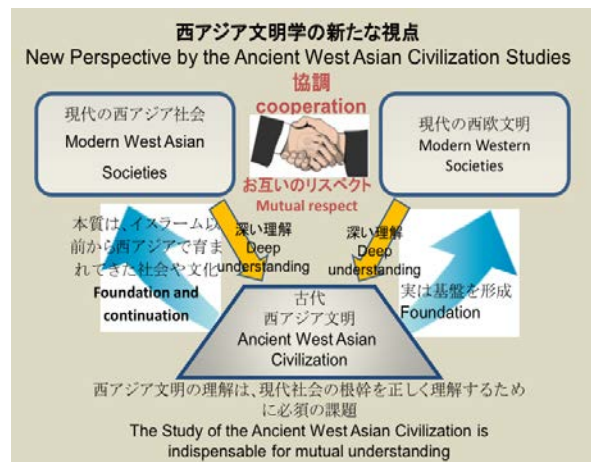 西アジア文明学の新たな視点
New Perspective by the Ancient West Asian Civilization Studies
協調
cooperation
現代の西アジア社会
Modern West Asian
Societies
現代の西欧文明
Modern Western
Societies
お互いのリスペクト
Mutual respect
本質は、イスラーム以
前から西アジアで育ま
れてきた社会や文化
Foundation and
continuation
深い理解
Deep
understanding
深い理解
Deep
understanding
実は基盤を形成
Foundation
古代
西アジア文明
Ancient West Asian
Civilization
西アジア文明の理解は、現代社会の根幹を正しく理解するため
に必須の課題
The Study of the Ancient West Asian Civilization is
indispensable for mutual understanding